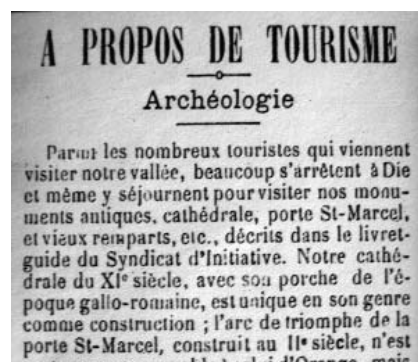 A PROPOS DE TOURISME
Archéologie
Parmi les nombreux touristes qui viennent
visiter notre vallée, beaucoup s'arrêtent à Die
et même y séjournent pour visiter nos monu-
ments antiques, cathédrale, porte St-Marcel,
et vieux remparts, etc., décrits dans le livret-
guide du Syndicat d'Initiative. Notre cathé-
drale du XIe siècle, avec son porche de l'é-
poque gallo-romaine, est unique en son genre
comme construction ; l'arc de triomphe de la
porte St-Marcel, construit au IIe siècle, n'est
d'Orange, mais